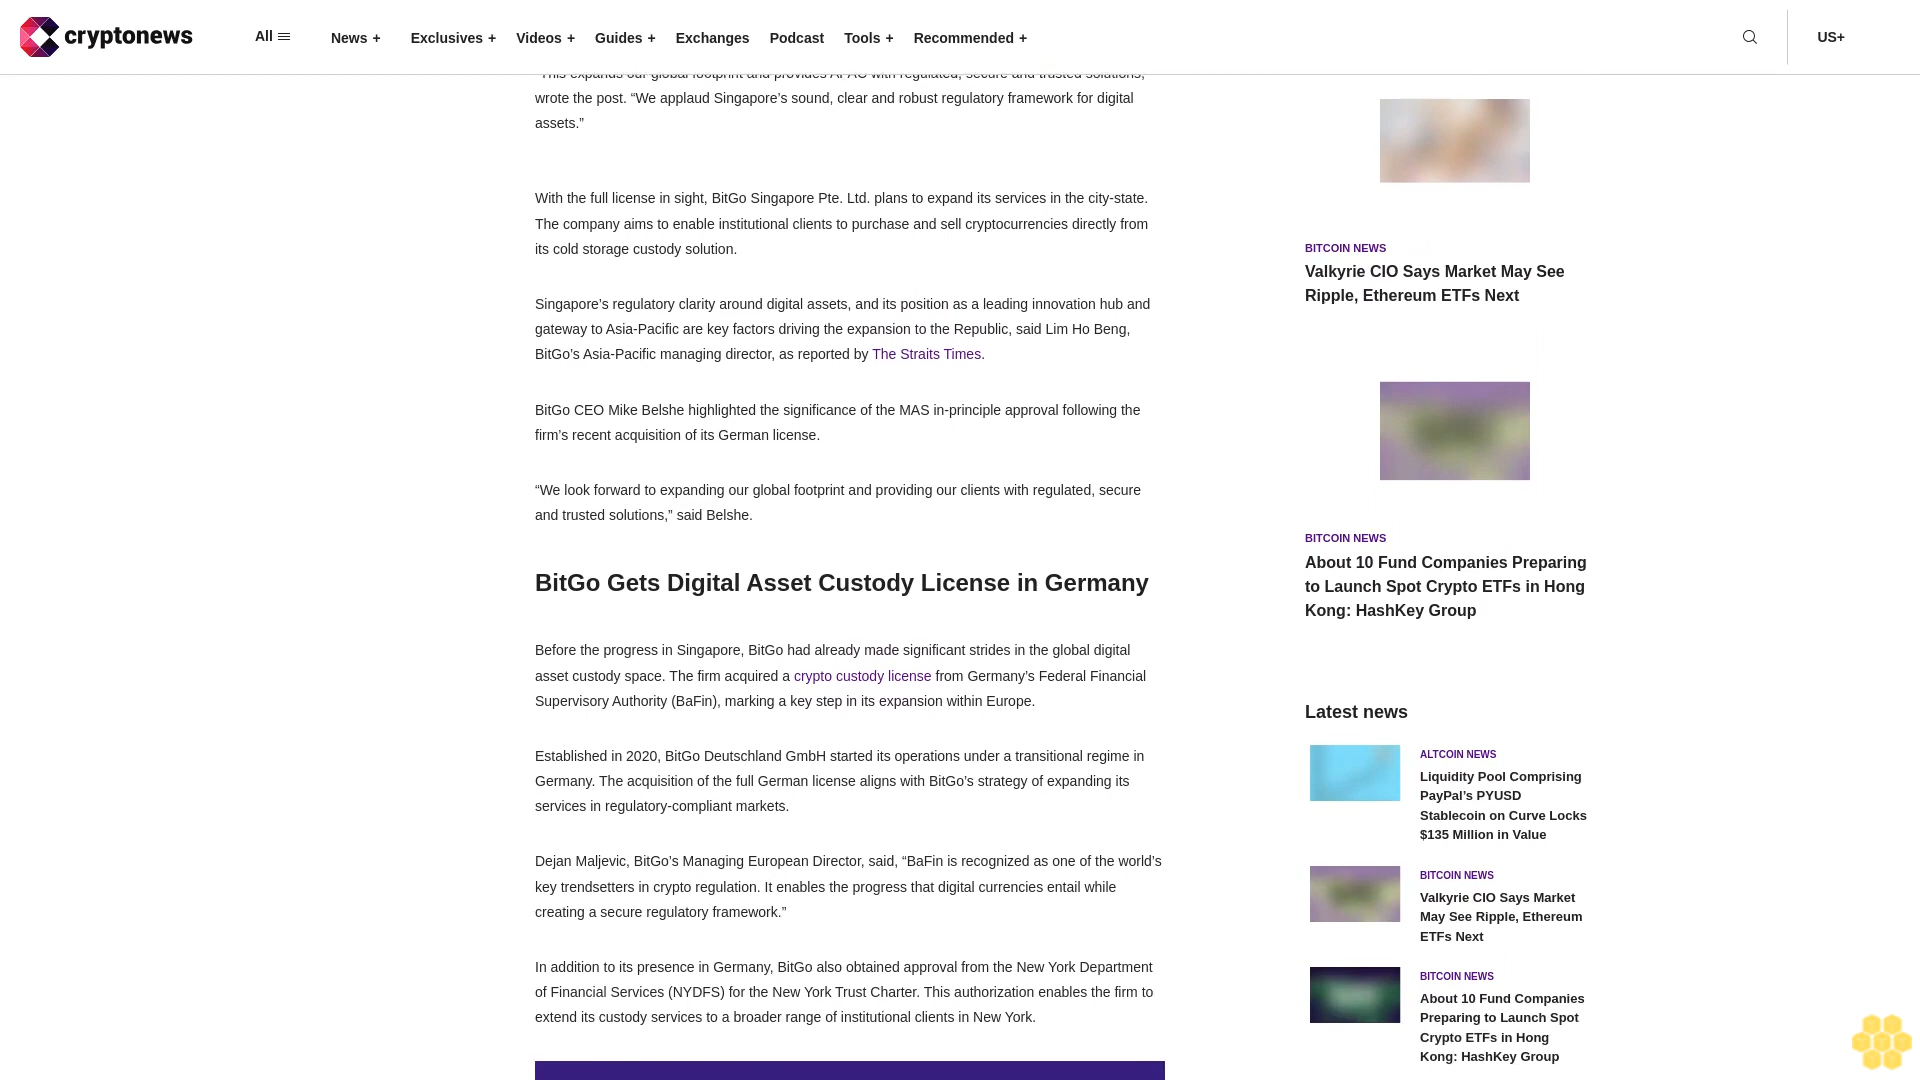 cryptonews
All
News +
Exclusives +
Videos +
Guides +
Exchanges
Podcast
Tools +
Recommended +
US+
“This expands our global footprint and provides APAC with regulated, secure and trusted solutions,”
wrote the post. “We applaud Singapore’s sound, clear and robust regulatory framework for digital
assets.”
With the full license in sight, BitGo Singapore Pte. Ltd. plans to expand its services in the city-state.
The company aims to enable institutional clients to purchase and sell cryptocurrencies directly from
its cold storage custody solution.
Singapore’s regulatory clarity around digital assets, and its position as a leading innovation hub and
gateway to Asia-Pacific are key factors driving the expansion to the Republic, said Lim Ho Beng,
BitGo’s Asia-Pacific managing director, as reported by The Straits Times.
BitGo CEO Mike Belshe highlighted the significance of the MAS in-principle approval following the
firm’s recent acquisition of its German license.
“We look forward to expanding our global footprint and providing our clients with regulated, secure
and trusted solutions,” said Belshe.
BitGo Gets Digital Asset Custody License in Germany
Before the progress in Singapore, BitGo had already made significant strides in the global digital
asset custody space. The firm acquired a crypto custody license from Germany’s Federal Financial
Supervisory Authority (BaFin), marking a key step in its expansion within Europe.
Established in 2020, BitGo Deutschland GmbH started its operations under a transitional regime in
Germany. The acquisition of the full German license aligns with BitGo’s strategy of expanding its
services in regulatory-compliant markets.
Dejan Maljevic, BitGo’s Managing European Director, said, “BaFin is recognized as one of the world’s
key trendsetters in crypto regulation. It enables the progress that digital currencies entail while
creating a secure regulatory framework.”
In addition to its presence in Germany, BitGo also obtained approval from the New York Department
of Financial Services (NYDFS) for the New York Trust Charter. This authorization enables the firm to
extend its custody services to a broader range of institutional clients in New York.
BITCOIN NEWS
Valkyrie CIO Says Market May See
Ripple, Ethereum ETFs Next
BITCOIN NEWS
About 10 Fund Companies Preparing
to Launch Spot Crypto ETFs in Hong
Kong: HashKey Group
Latest news
ALTCOIN NEWS
Liquidity Pool Comprising
PayPal’s PYUSD
Stablecoin on Curve Locks
$135 Million in Value
BITCOIN NEWS
Valkyrie CIO Says Market
May See Ripple, Ethereum
ETFs Next
BITCOIN NEWS
About 10 Fund Companies
Preparing to Launch Spot
Crypto ETFs in Hong
Kong: HashKey Group